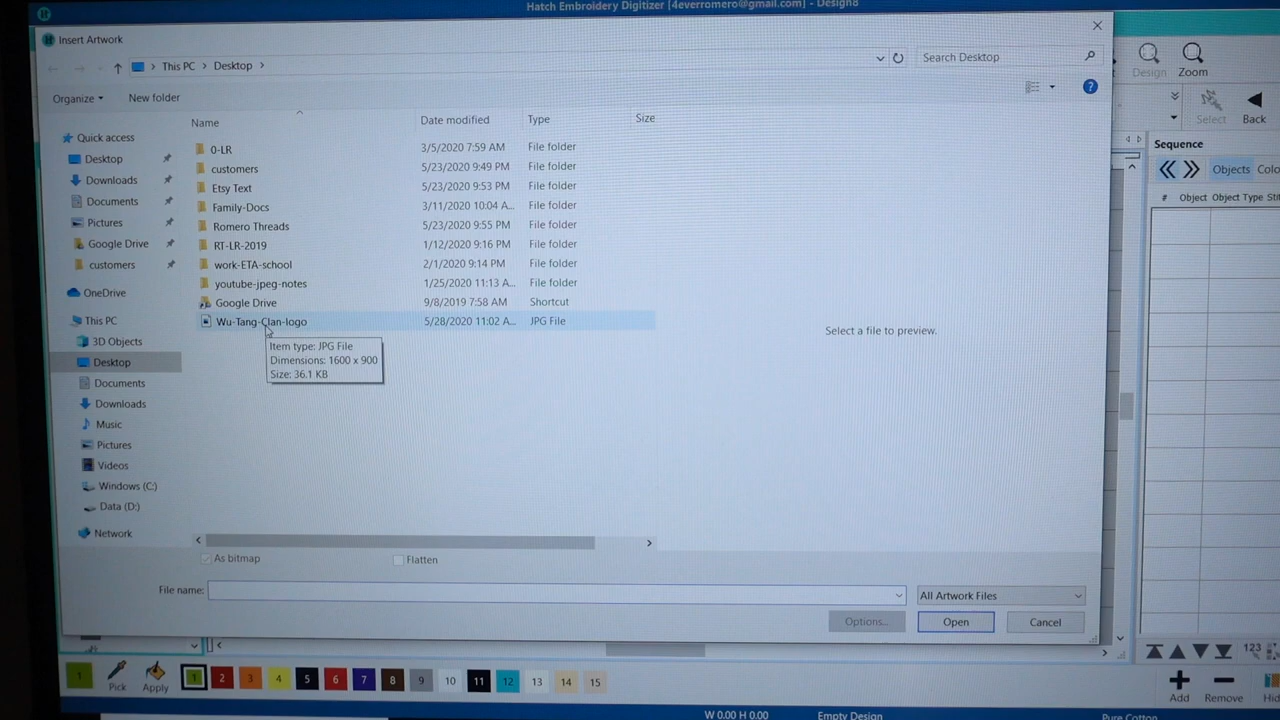 Hatch Embroidery Digitizer [4everromero@gmail.com] - Design8
Insert Artwork
This PC
Desktop
Search Desktop
Organize
New folder
Design
Zoom
Select
Back
Name
Date modified
Type
Size
Sequence
Objects
# Object Object Type
Quick access
Desktop
Downloads
Documents
Pictures
Google Drive
customers
OneDrive
This PC
3D Objects
Desktop
Documents
Downloads
Music
Pictures
Videos
Windows (C:)
Data (D:)
Network
0-LR 3/5/2020 7:59 AM File folder
customers 5/23/2020 9:49 PM File folder
Etsy Text 5/23/2020 9:53 PM File folder
Family-Docs 3/11/2020 10:04 A... File folder
Romero Threads 5/23/2020 9:55 PM File folder
RT-LR-2019 1/12/2020 9:16 PM File folder
work-ETA-school 2/1/2020 9:14 PM File folder
youtube-jpeg-notes 1/25/2020 11:13 A... File folder
Google Drive 9/8/2019 7:58 AM Shortcut
Wu-Tang-Clan-logo 5/28/2020 11:02 A... JPG File
Item type: JPG File
Dimensions: 1600 x 900
Size: 36.1 KB
Select a file to preview.
As bitmap
Flatten
File name:
All Artwork Files
Options...
Open
Cancel
123
1
Pick
Apply
1 2 3 4 5 6 7 8 9 10 11 12 13 14 15
Add
Remove
W 0.00 H 0.00
Empty Design
Pure Cotton